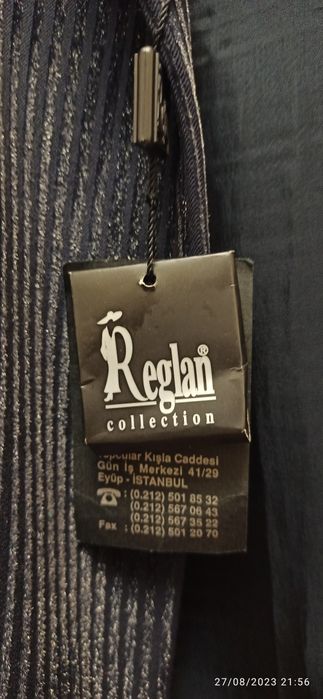 Reglan®
collection
Topçular Kışla Caddesi
Gün İş Merkezi 41/29
Eyüp - İSTANBUL
☎ : (0.212) 501 85 32
(0.212) 567 06 43
(0.212) 567 35 22
Fax : (0.212) 501 20 70
27/08/2023 21:56